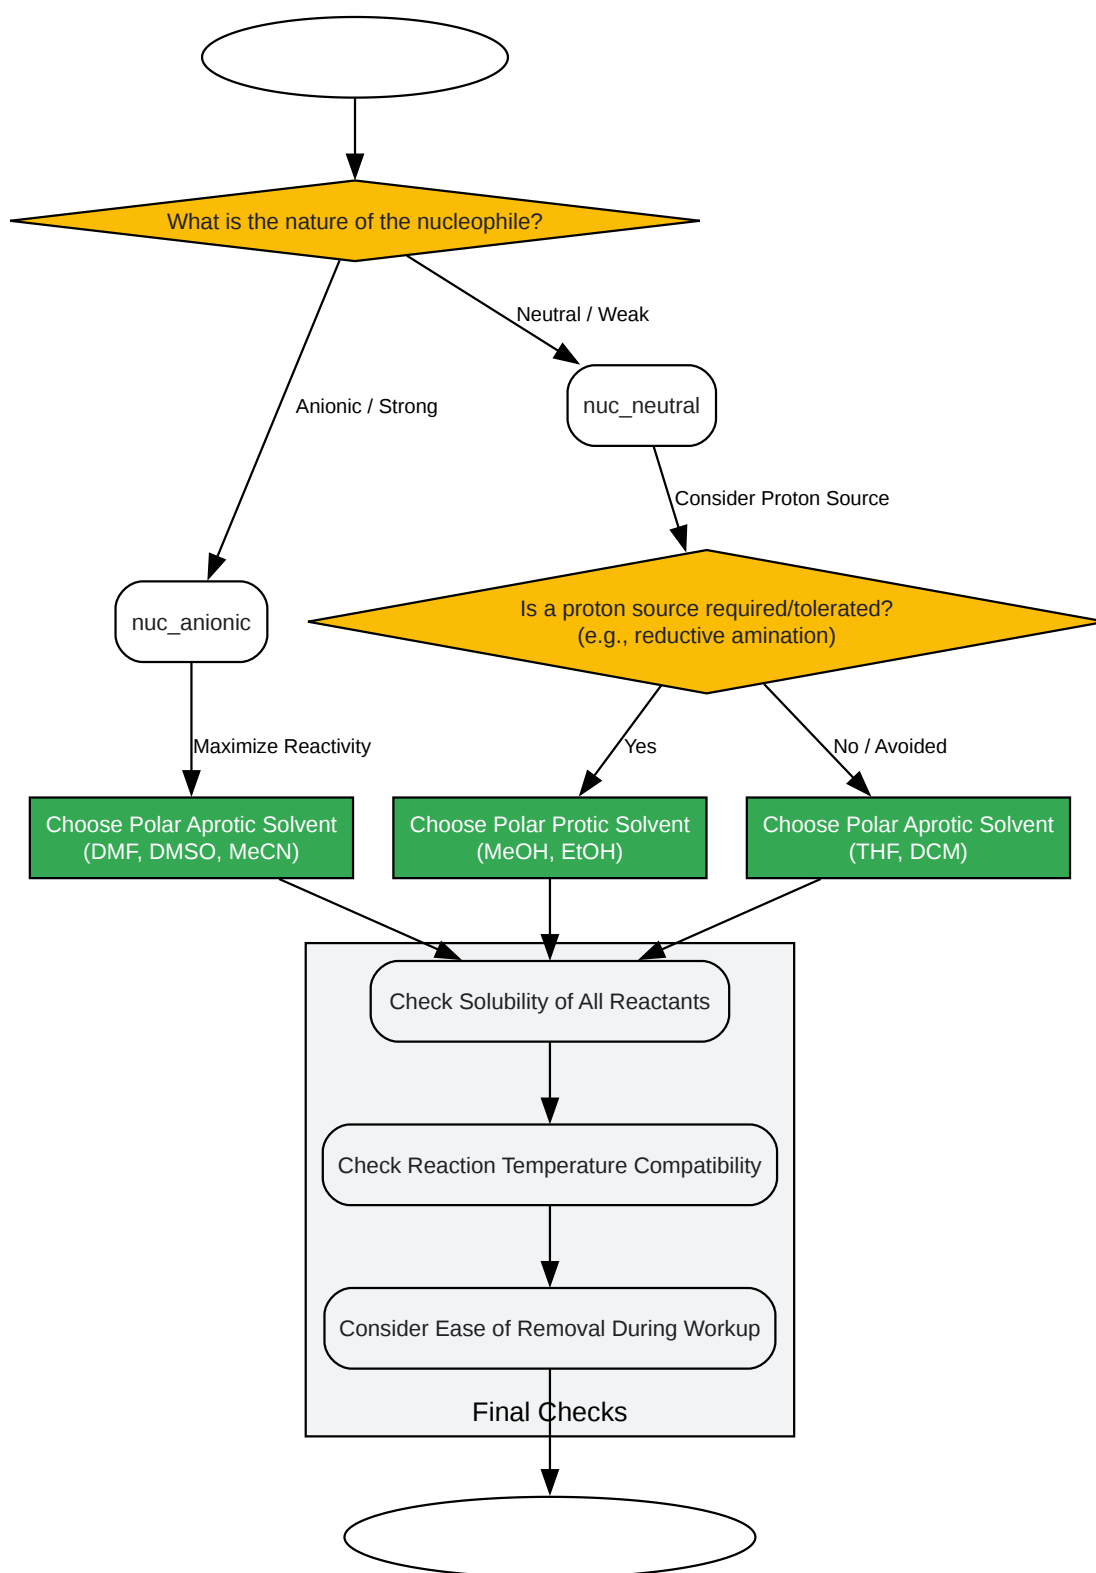 What is the nature of the nucleophile?
Neutral / Weak
Anionic / Strong
nuc_neutral
Consider Proton Source
nuc_anionic
Is a proton source required/tolerated?
(e.g., reductive amination)
Maximize Reactivity
Yes
No / Avoided
Choose Polar Aprotic Solvent
(DMF, DMSO, MeCN)
Choose Polar Protic Solvent
(MeOH, EtOH)
Choose Polar Aprotic Solvent
(THF, DCM)
Check Solubility of All Reactants
Check Reaction Temperature Compatibility
Consider Ease of Removal During Workup
Final Checks